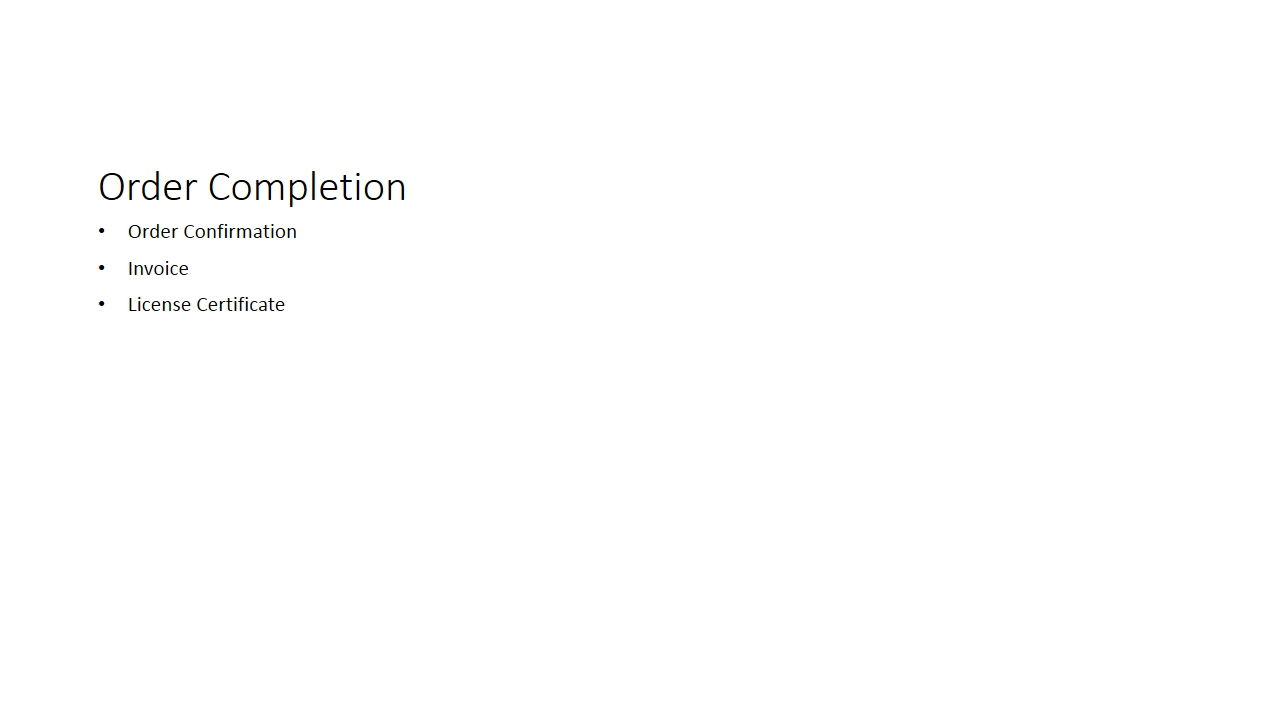 Order Completion
• Order Confirmation
• Invoice
• License Certificate